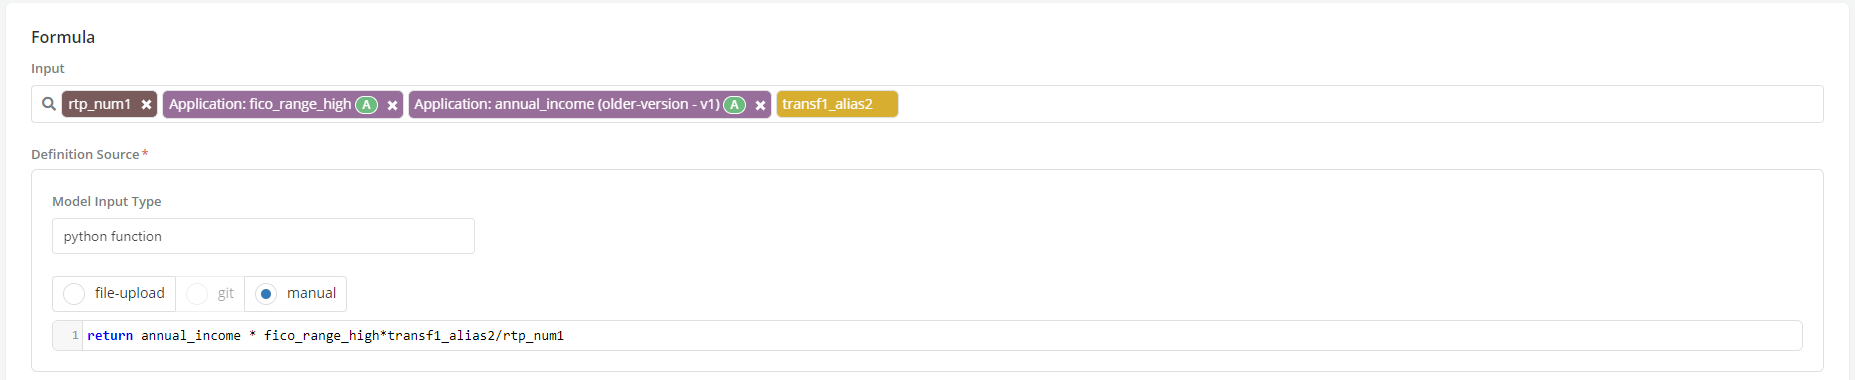 Formula
Input
rtp_num1 Application: fico_range_high A Application: annual_income (older-version - v1) A transf1_alias2
Definition Source*
Model Input Type
python function
file-upload git manual
1 return annual_income * fico_range_high*transf1_alias2/rtp_num1